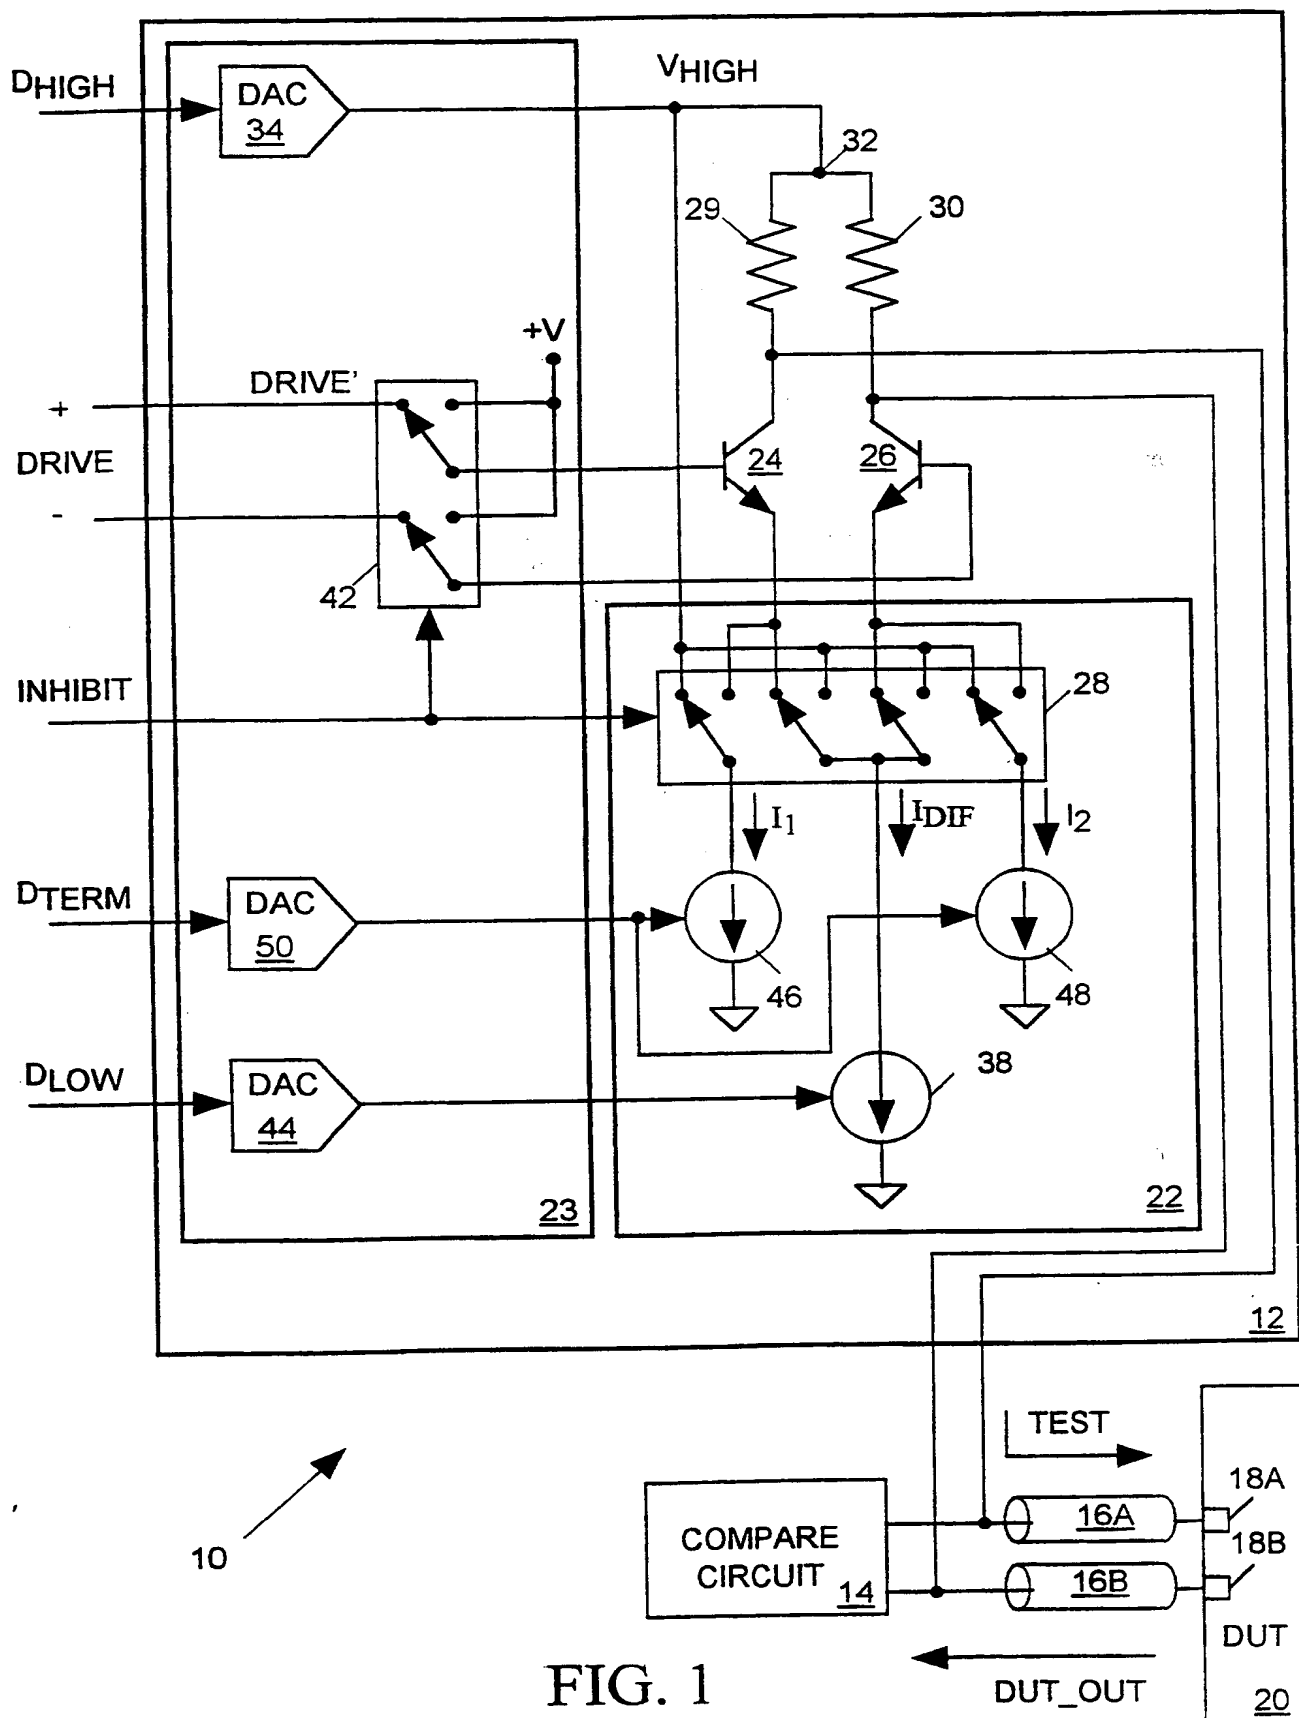 DHIGH
DAC
34
VHIGH
32
29
30
+V
DRIVE'
+
DRIVE
-
24
26
42
INHIBIT
28
I1
IDIF
I2
DTERM
DAC
50
46
48
DLOW
DAC
44
38
23
22
12
TEST
18A
16A
COMPARE
CIRCUIT
14
18B
16B
10
DUT
DUT_OUT
20
FIG. 1